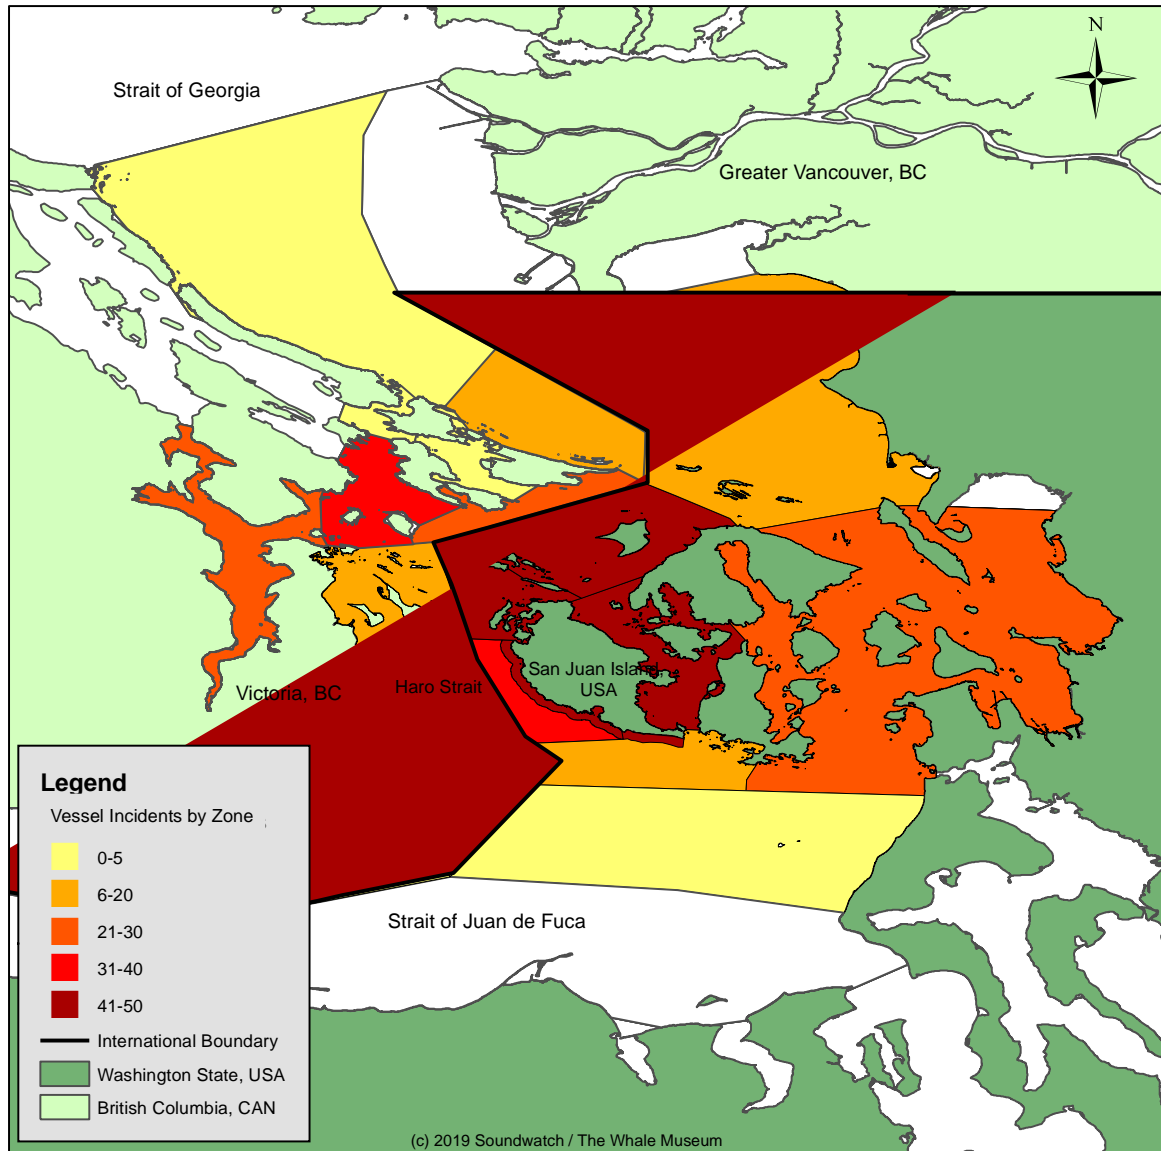 N
Strait of Georgia
Greater Vancouver, BC
San Juan Island,
USA
Haro Strait
Victoria, BC
Strait of Juan de Fuca
Legend
Vessel Incidents by Zone
0-5
6-20
21-30
31-40
41-50
International Boundary
Washington State, USA
British Columbia, CAN
(c) 2019 Soundwatch / The Whale Museum